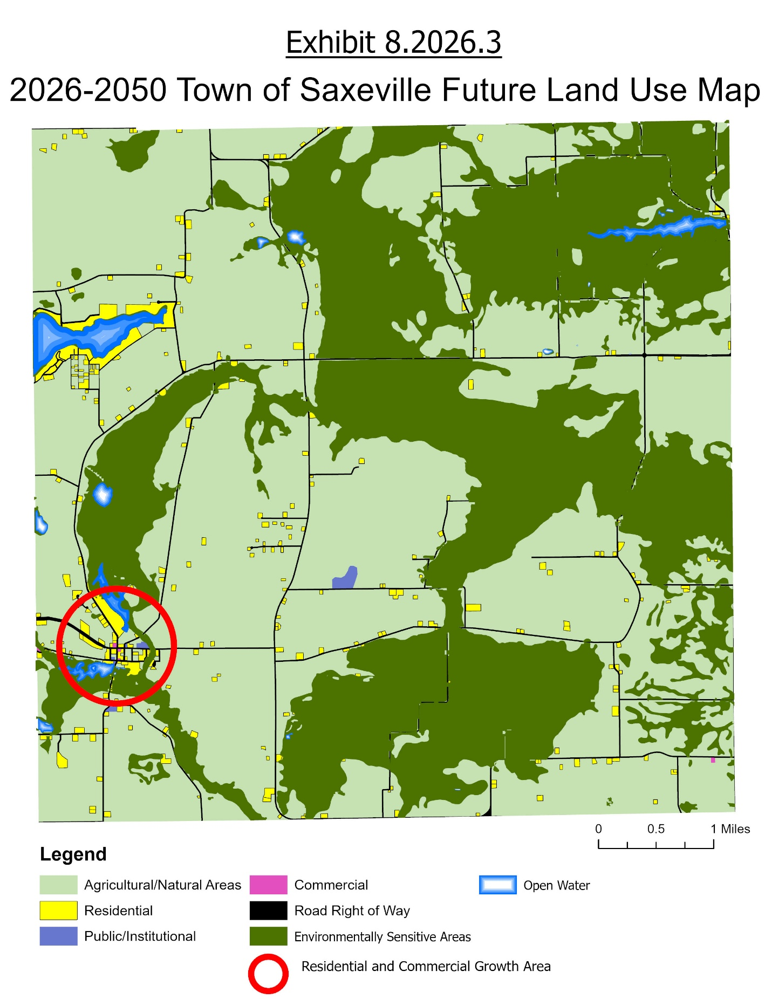 Exhibit 8.2026.3
2026-2050 Town of Saxeville Future Land Use Map
0 0.5 1 Miles
Legend
Agricultural/Natural Areas Commercial Open Water
Residential Road Right of Way
Public/Institutional Environmentally Sensitive Areas
Residential and Commercial Growth Area